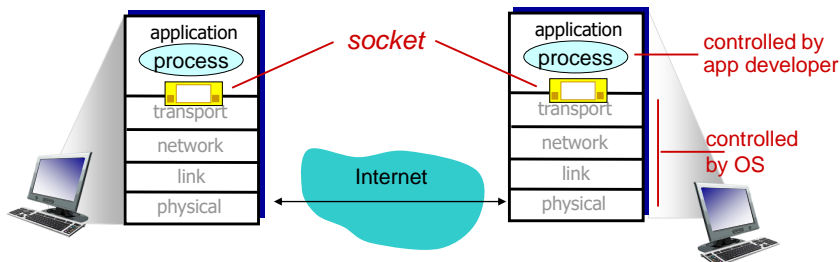 application
process
transport
network
link
physical
socket
Internet
application
process
transport
network
link
physical
controlled by
app developer
controlled
by OS